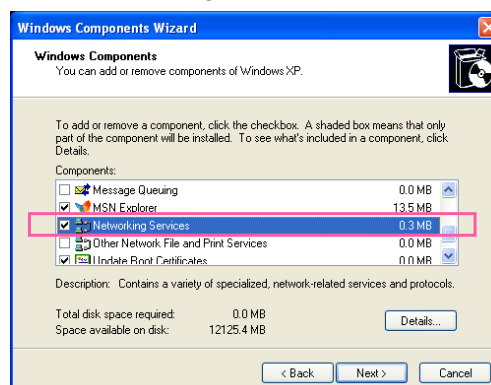 Windows Components Wizard
Windows Components
You can add or remove components of Windows XP.
To add or remove a component, click the checkbox. A shaded box means that only
part of the component will be installed. To see what's included in a component, click
Details.
Components:
Message Queuing 0.0 MB
MSN Explorer 13.5 MB
Networking Services 0.3 MB
Other Network File and Print Services 0.0 MB
Update Root Certificates 0.0 MB
Description: Contains a variety of specialized, network-related services and protocols.
Total disk space required: 0.0 MB
Space available on disk: 12125.4 MB
Details...
< Back Next > Cancel